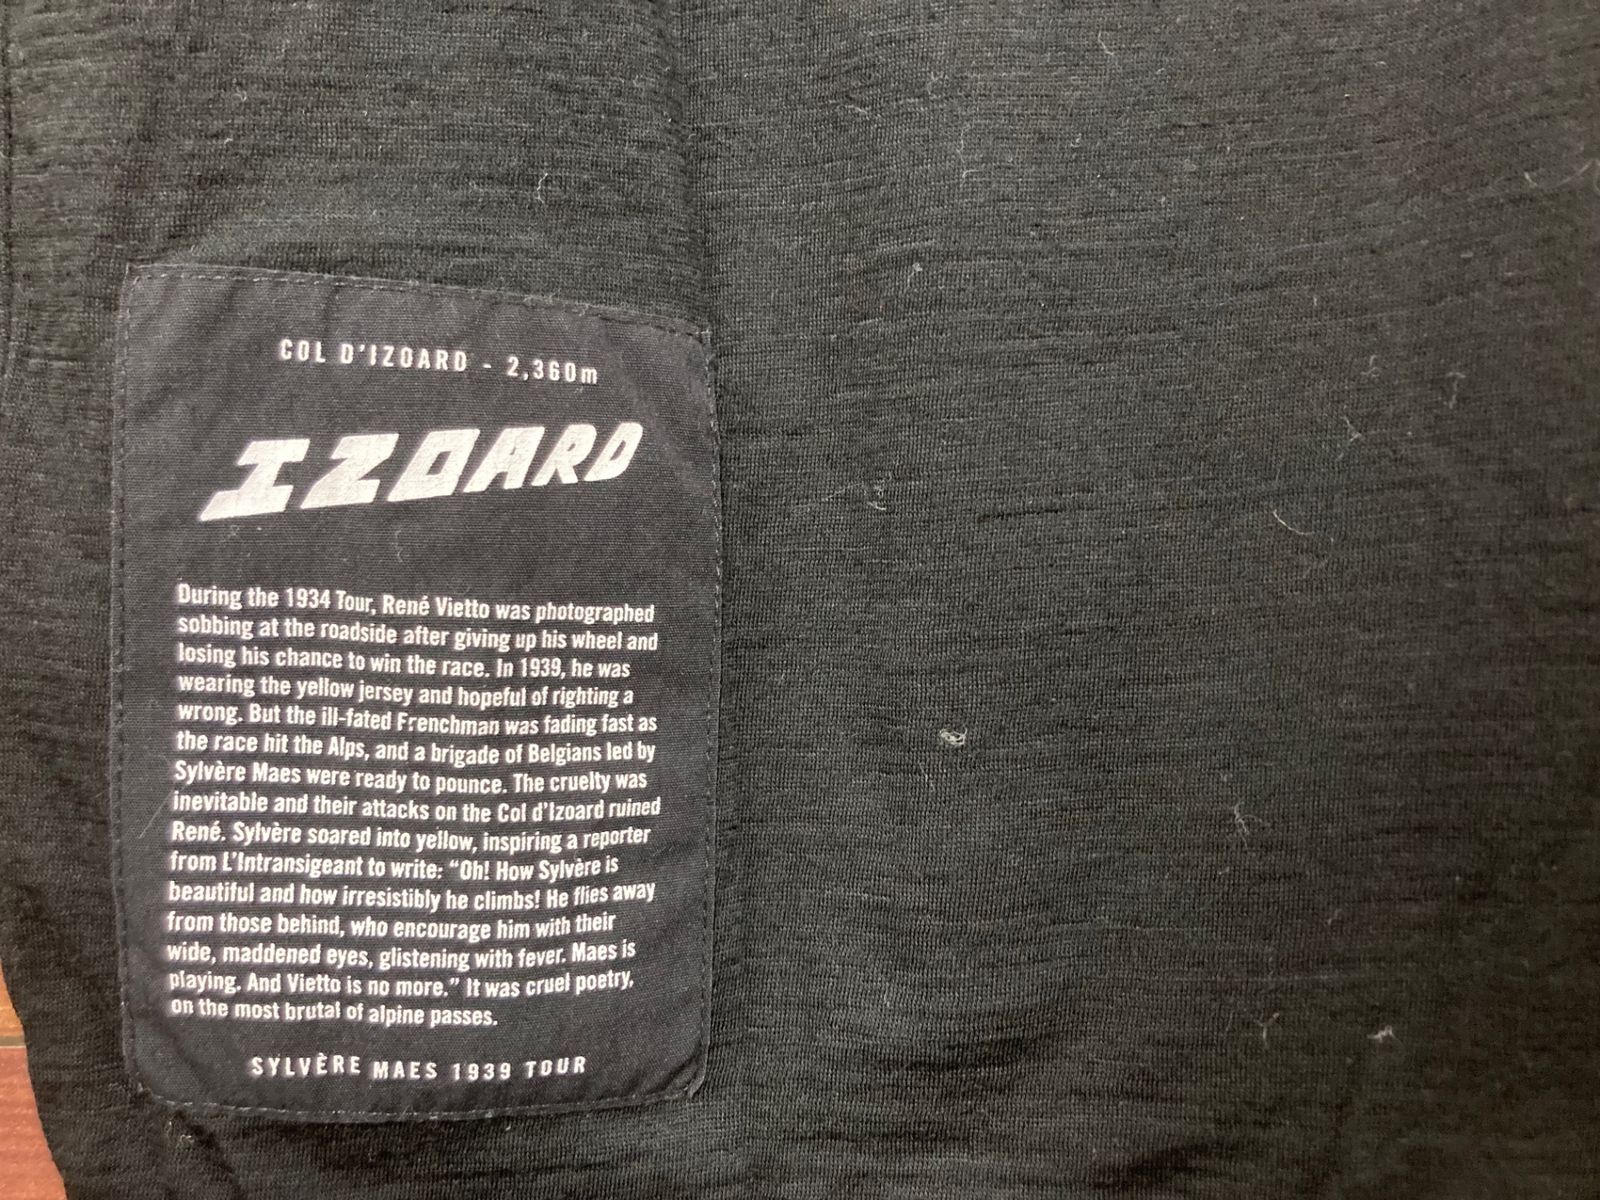 COL D'IZOARD - 2,360m
IZOARD
During the 1934 Tour, René Vietto was photographed
sobbing at the roadside after giving up his wheel and
losing his chance to win the race. In 1939, he was
wearing the yellow jersey and hopeful of righting a
wrong. But the ill-fated Frenchman was fading fast as
the race hit the Alps, and a brigade of Belgians led by
Sylvère Maes were ready to pounce. The cruelty was
inevitable and their attacks on the Col d'Izoard ruined
René. Sylvère soared into yellow, inspiring a reporter
from L'Intransigeant to write: “Oh! How Sylvère is
beautiful and how irresistibly he climbs! He flies away
from those behind, who encourage him with their
wide, maddened eyes, glistening with fever. Maes is
playing. And Vietto is no more.” It was cruel poetry,
on the most brutal of alpine passes.
SYLVÈRE MAES 1939 TOUR